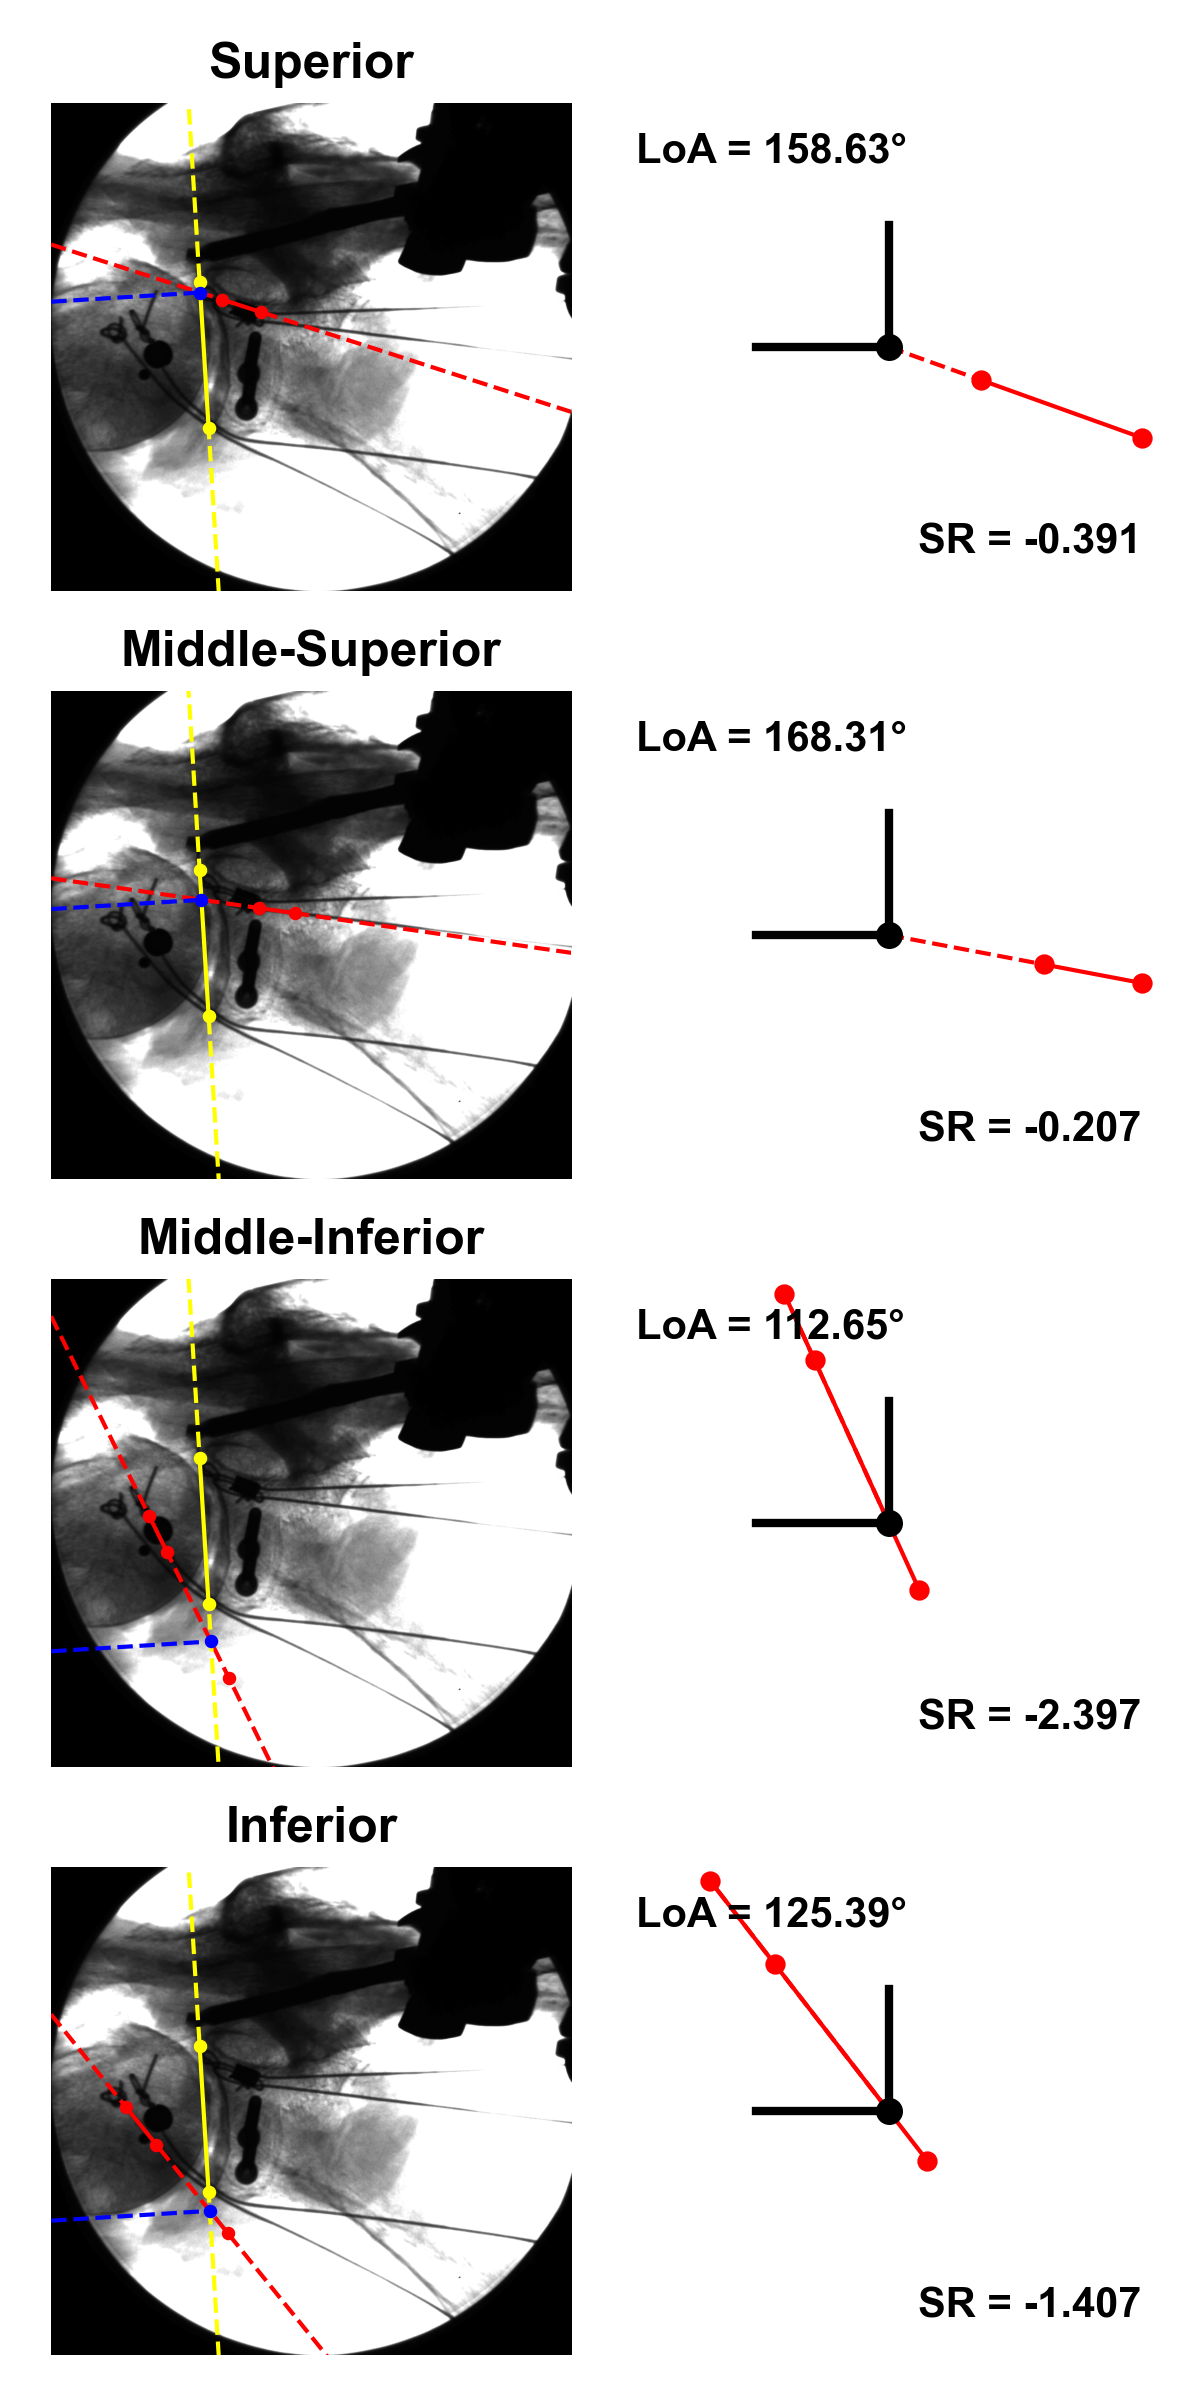 Superior
LoA = 158.63°
SR = -0.391
Middle-Superior
LoA = 168.31°
SR = -0.207
Middle-Inferior
LoA = 112.65°
SR = -2.397
Inferior
LoA = 125.39°
SR = -1.407